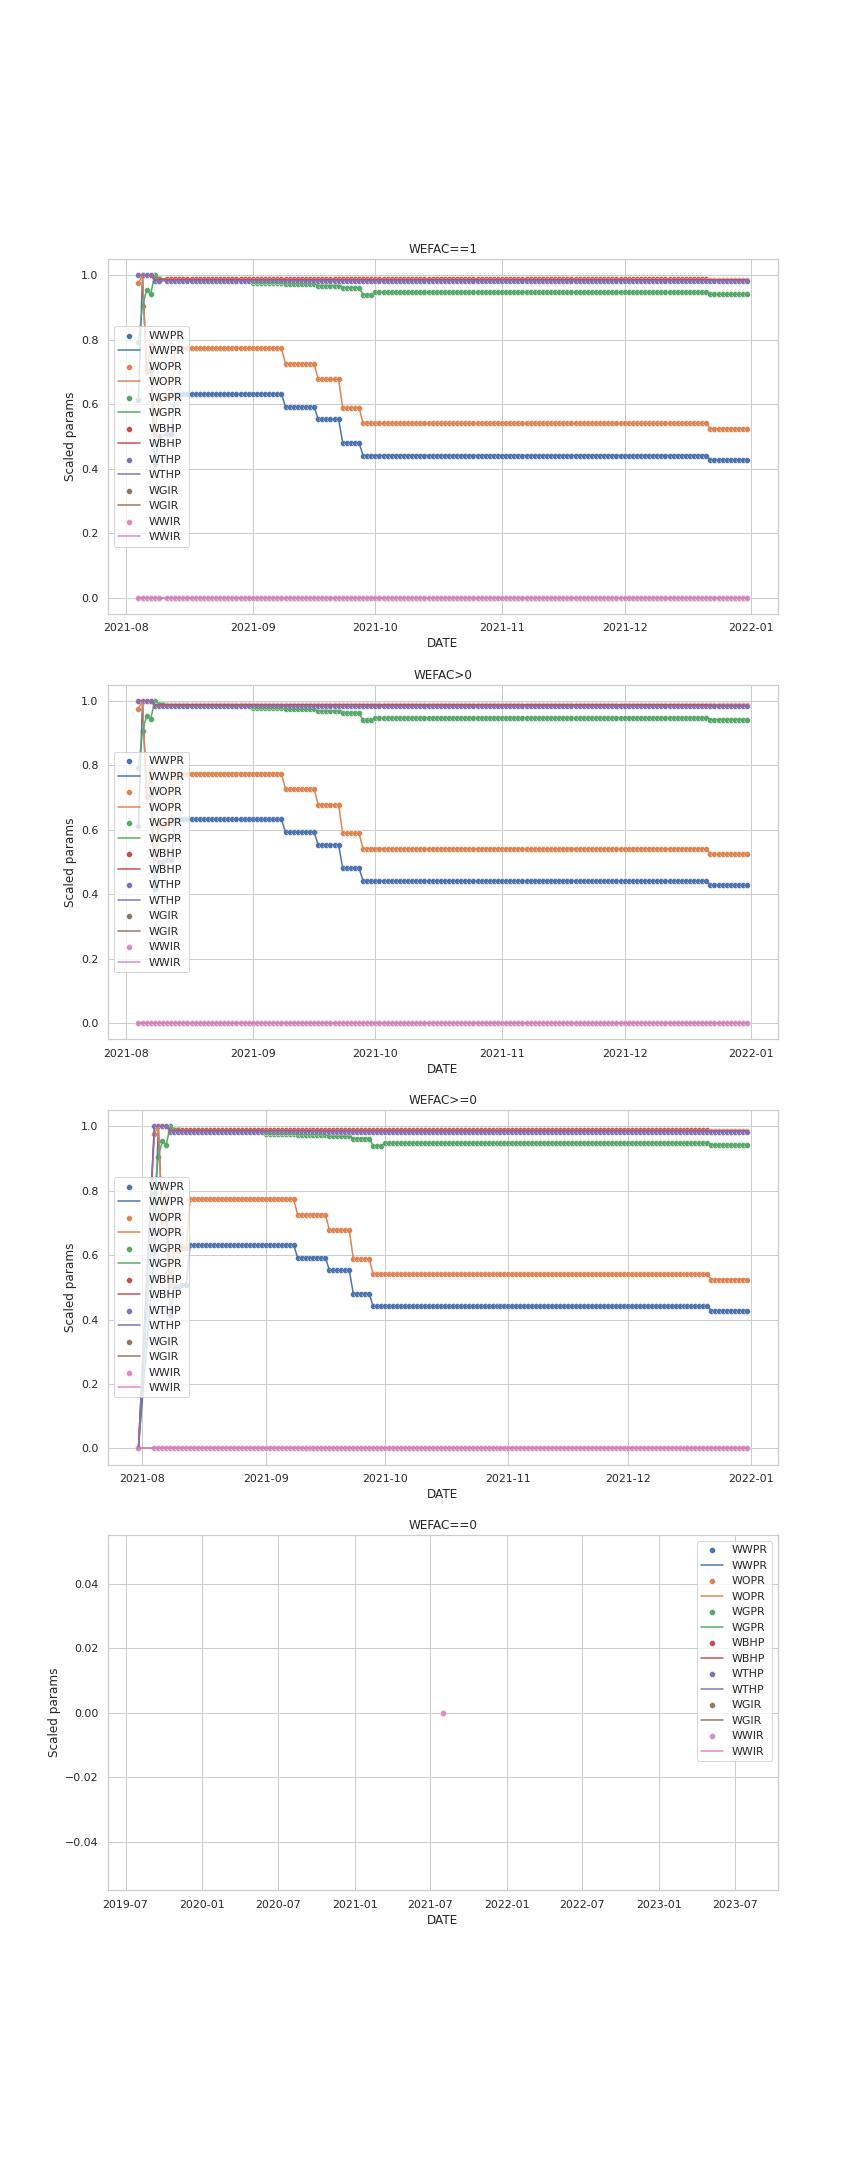 WEFAC==1
1.0
0.8
0.6
0.4
0.2
0.0
Scaled params
WWPR
WWPR
WOPR
WOPR
WGPR
WGPR
WBHP
WBHP
WTHP
WTHP
WGIR
WGIR
WWIR
WWIR
2021-08 2021-09 2021-10 2021-11 2021-12 2022-01
DATE
WEFAC>0
1.0
0.8
0.6
0.4
0.2
0.0
Scaled params
WWPR
WWPR
WOPR
WOPR
WGPR
WGPR
WBHP
WBHP
WTHP
WTHP
WGIR
WGIR
WWIR
WWIR
2021-08 2021-09 2021-10 2021-11 2021-12 2022-01
DATE
WEFAC>=0
1.0
0.8
0.6
0.4
0.2
0.0
Scaled params
WWPR
WWPR
WOPR
WOPR
WGPR
WGPR
WBHP
WBHP
WTHP
WTHP
WGIR
WGIR
WWIR
WWIR
2021-08 2021-09 2021-10 2021-11 2021-12 2022-01
DATE
WEFAC==0
0.04
0.02
0.00
−0.02
−0.04
Scaled params
WWPR
WWPR
WOPR
WOPR
WGPR
WGPR
WBHP
WBHP
WTHP
WTHP
WGIR
WGIR
WWIR
WWIR
2019-07 2020-01 2020-07 2021-01 2021-07 2022-01 2022-07 2023-01 2023-07
DATE